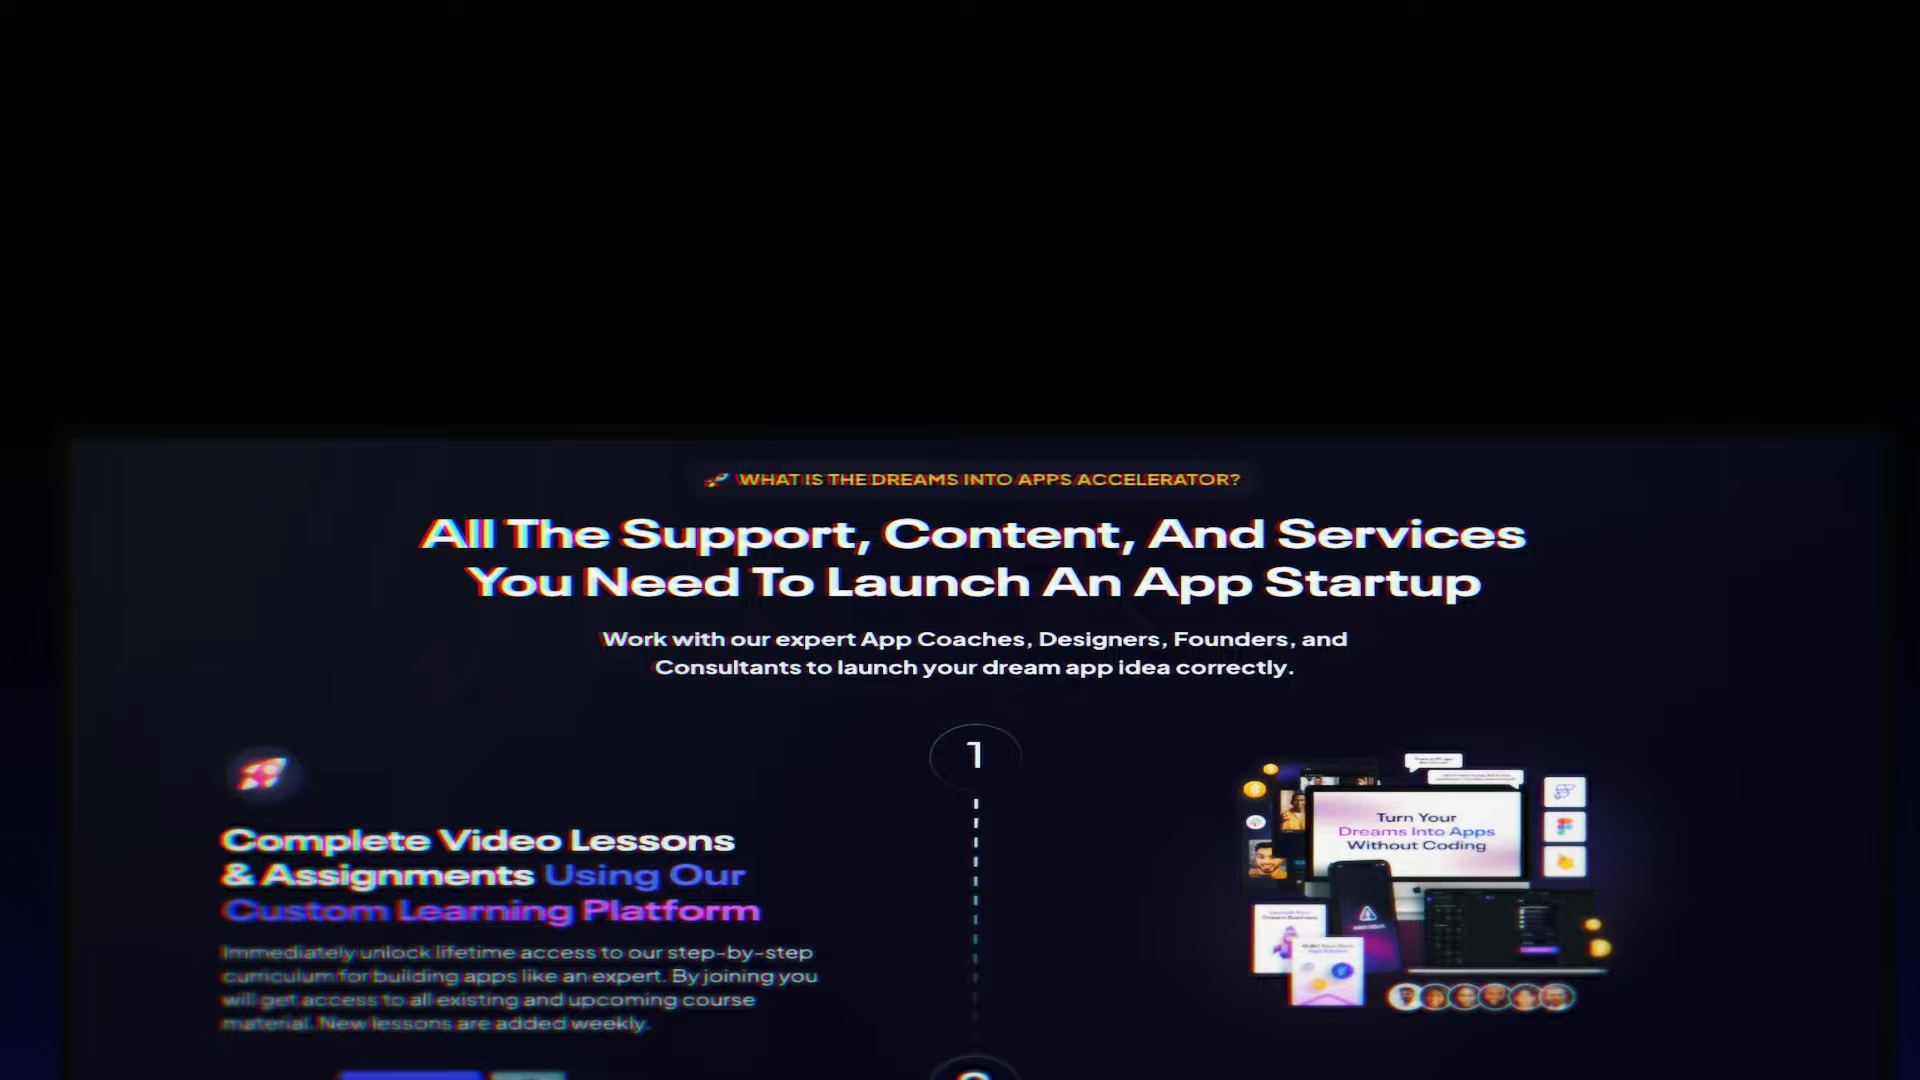 WHAT IS THE DREAMS INTO APPS ACCELERATOR?
All The Support, Content, And Services
You Need To Launch An App Startup
Work with our expert App Coaches, Designers, Founders, and
Consultants to launch your dream app idea correctly.
1
Complete Video Lessons
& Assignments Using Our
Custom Learning Platform
Immediately unlock lifetime access to our step-by-step
curriculum for building apps like an expert. By joining you
will get access to all existing and upcoming course
material. New lessons are added weekly.
Turn Your
Dreams Into Apps
Without Coding